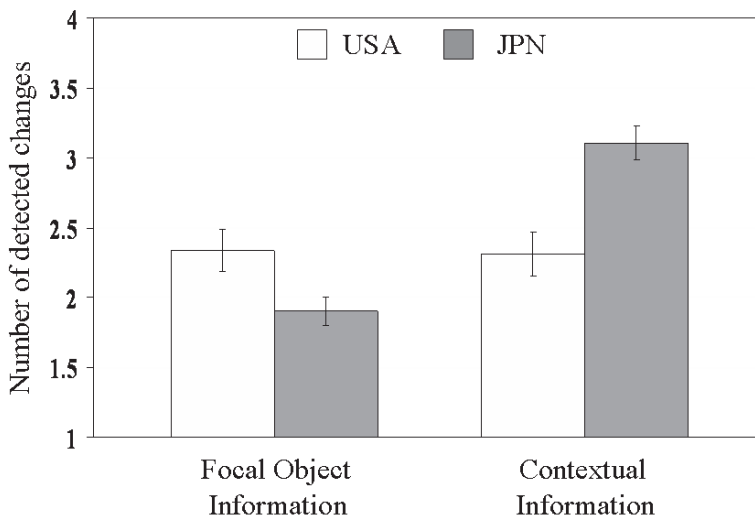 Number of detected changes
4
3.5
3
2.5
2
1.5
1
USA JPN
Focal Object
Information
Contextual
Information